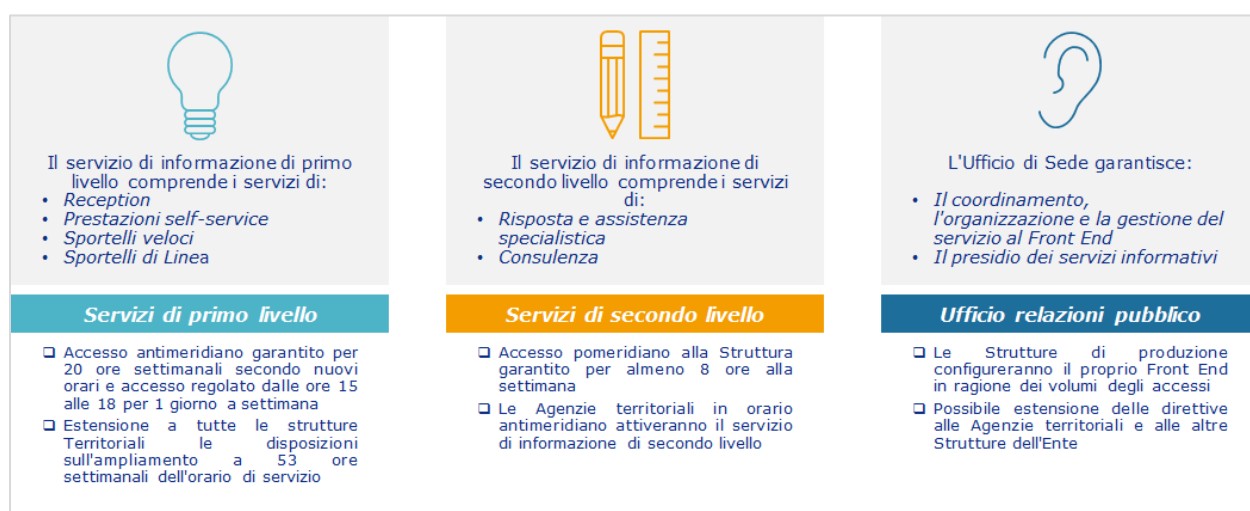 Il servizio di informazione di primo
livello comprende i servizi di:
• Reception
• Prestazioni self-service
• Sportelli veloci
• Sportelli di Linea
Servizi di primo livello
❑ Accesso antimeridiano garantito per
20 ore settimanali secondo nuovi
orari e accesso regolato dalle ore 15
alle 18 per 1 giorno a settimana
❑ Estensione a tutte le strutture
Territoriali le disposizioni
sull'ampliamento a 53 ore
settimanali dell'orario di servizio
Il servizio di informazione di
secondo livello comprende i servizi
di:
• Risposta e assistenza
specialistica
• Consulenza
Servizi di secondo livello
❑ Accesso pomeridiano alla Struttura
garantito per almeno 8 ore alla
settimana
❑ Le Agenzie territoriali in orario
antimeridiano attiveranno il servizio
di informazione di secondo livello
L'Ufficio di Sede garantisce:
• Il coordinamento,
l'organizzazione e la gestione del
servizio al Front End
• Il presidio dei servizi informativi
Ufficio relazioni pubblico
❑ Le Strutture di produzione
configureranno il proprio Front End
in ragione dei volumi degli accessi
❑ Possibile estensione delle direttive
alle Agenzie territoriali e alle altre
Strutture dell'Ente